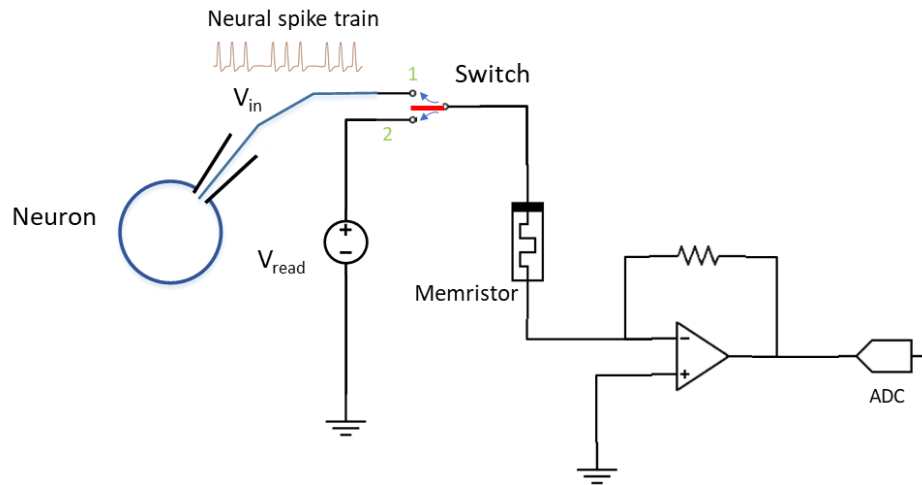 Neural spike train
1
Switch
Vin
2
Neuron
Vread
+
−
Memristor
−
+
ADC